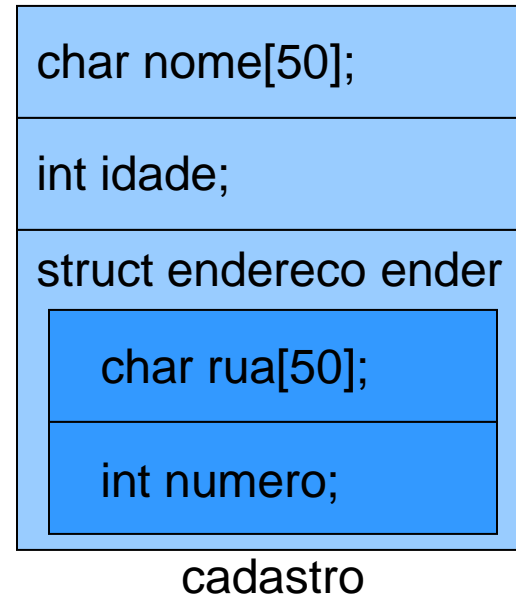 char nome[50];
int idade;
struct endereco ender
char rua[50];
int numero;
cadastro